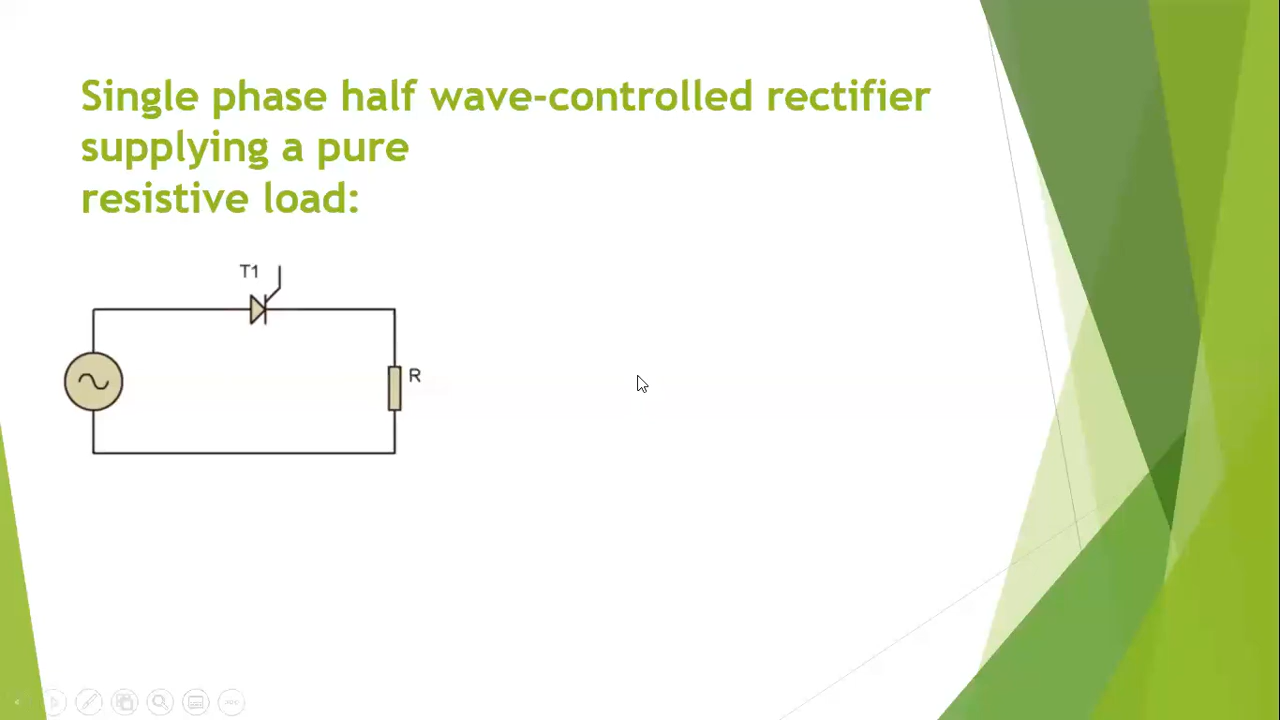 Single phase half wave-controlled rectifier
supplying a pure
resistive load:
T1
R